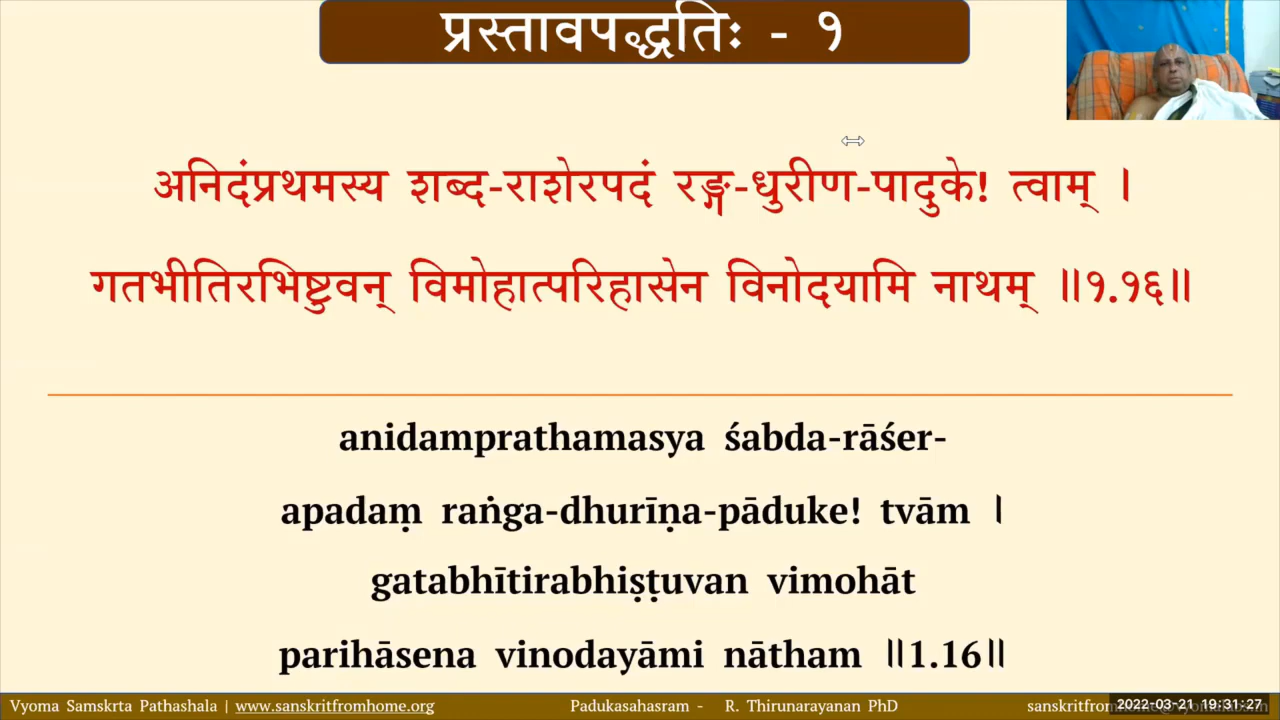 प्रस्तावपद्धतिः - १
अनिदंप्रथमस्य शब्द-राशेरपदं रङ्ग-धुरीण-पादुके! त्वाम् ।
गतभीतिरभिष्टुवन् विमोहात्परिहासेन विनोदयामि नाथम् ॥१.१६॥
anidamprathamasya śabda-rāśer-
apadaṃ raṅga-dhurīṇa-pāduke! tvām ।
gatabhītirabhiṣṭuvan vimohāt
parihāsena vinodayāmi nātham ॥1.16॥
Vyoma Samskrta Pathashala | www.sanskritfromhome.org Padukasahasram - R. Thirunarayanan PhD
2022-03-21 19:31:27